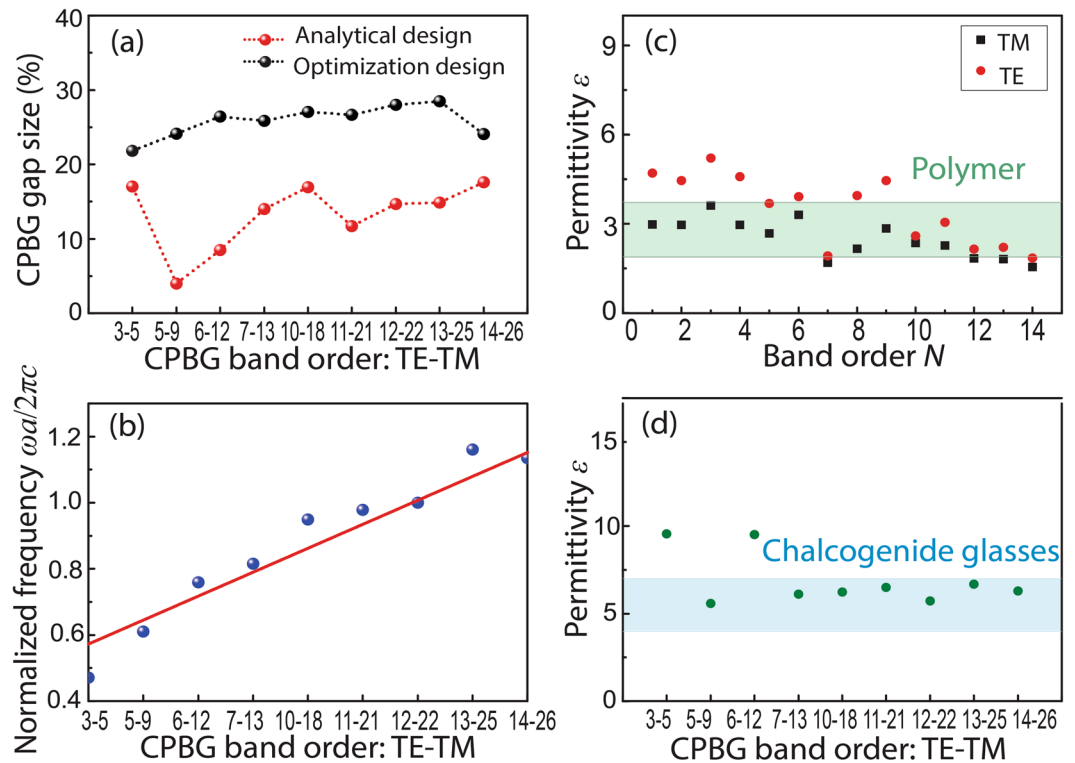 (a)
Analytical design
Optimization design
CPBG gap size (%)
40
30
20
10
0
3-5 5-9 6-12 7-13 10-18 11-21 12-22 13-25 14-26
CPBG band order: TE-TM
(c)
TM
TE
Permittivity ε
9
6
3
0
Polymer
0 2 4 6 8 10 12 14
Band order N
(b)
Normalized frequency ωa/2πc
1.2
1.0
0.8
0.6
0.4
3-5 5-9 6-12 7-13 10-18 11-21 12-22 13-25 14-26
CPBG band order: TE-TM
(d)
Permittivity ε
15
10
5
0
Chalcogenide glasses
3-5 5-9 6-12 7-13 10-18 11-21 12-22 13-25 14-26
CPBG band order: TE-TM